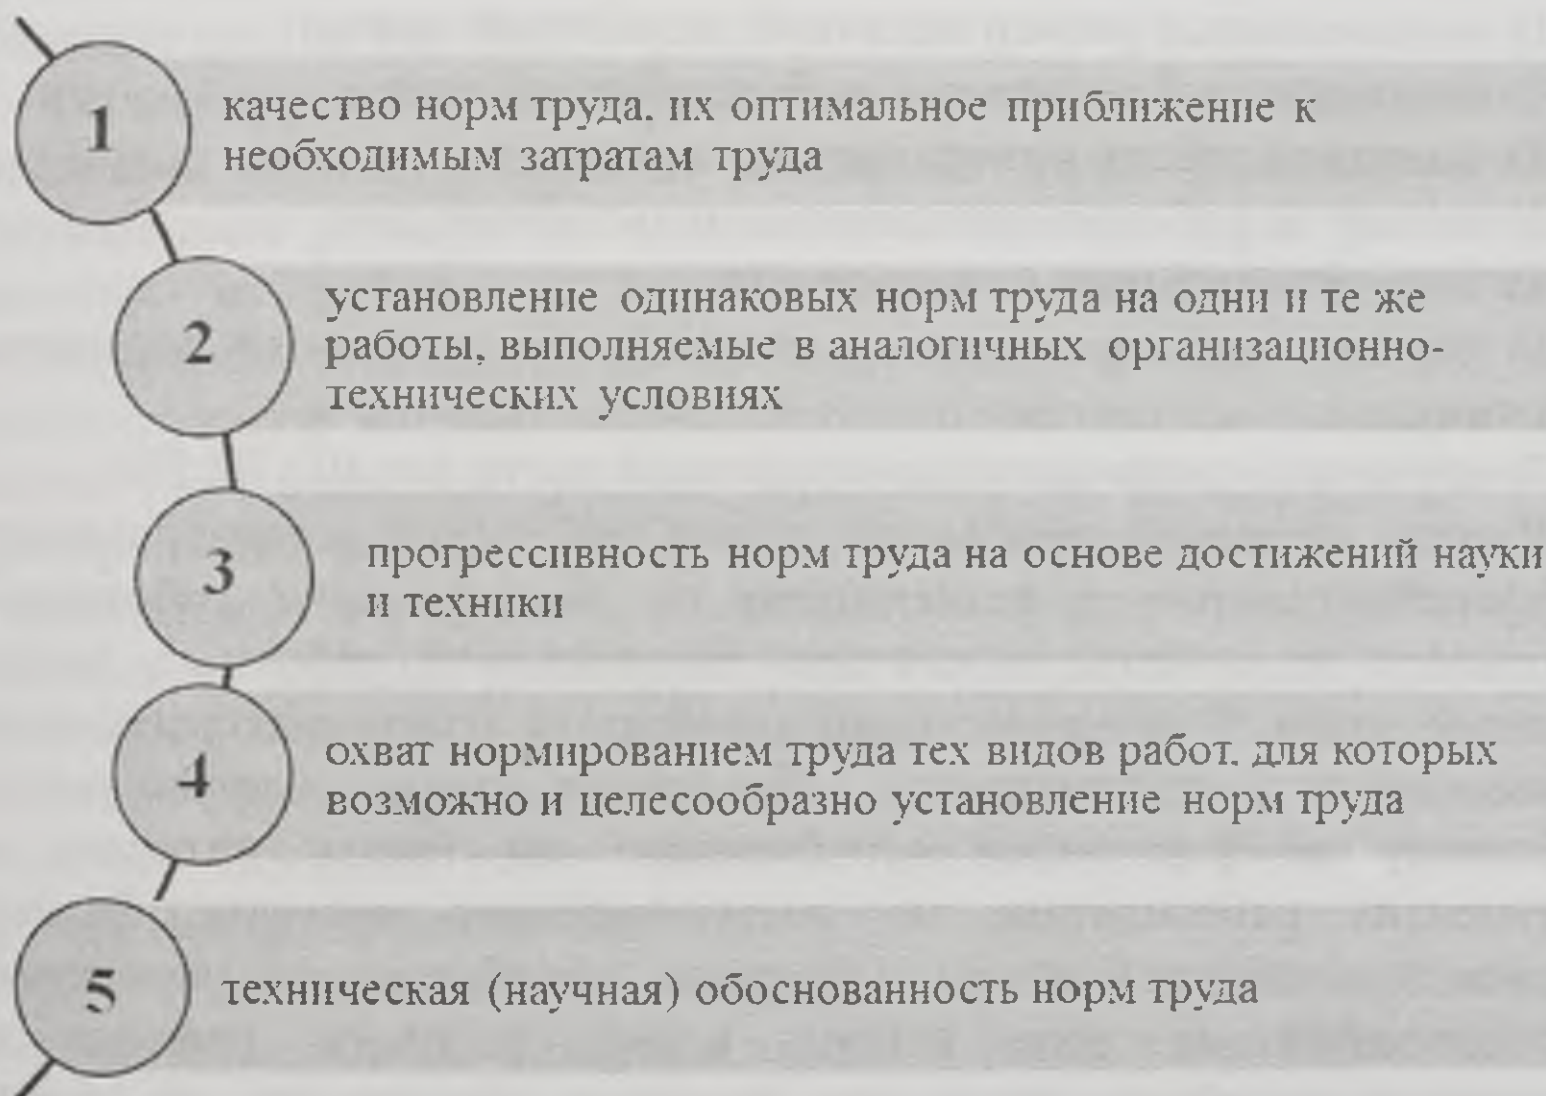 1
качество норм труда, их оптимальное приближение к
необходимым затратам труда
2
установление одинаковых норм труда на одни и те же
работы, выполняемые в аналогичных организационно-
технических условиях
3
прогрессивность норм труда на основе достижений науки
и техники
4
охват нормированием труда тех видов работ, для которых
возможно и целесообразно установление норм труда
5
техническая (научная) обоснованность норм труда